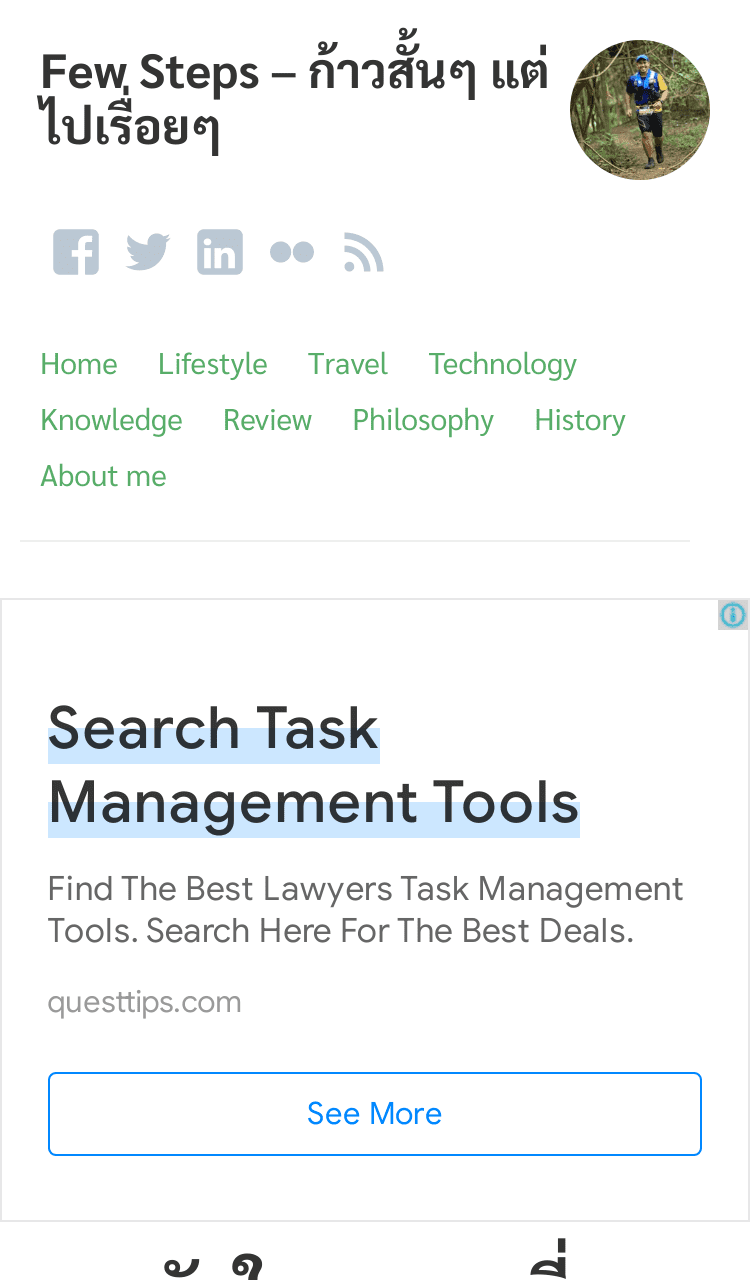 Few Steps – ก้าวสั้นๆ แต่
ไปเรื่อยๆ
Home Lifestyle Travel Technology
Knowledge Review Philosophy History
About me
Search Task
Management Tools
Find The Best Lawyers Task Management
Tools. Search Here For The Best Deals.
questtips.com
See More